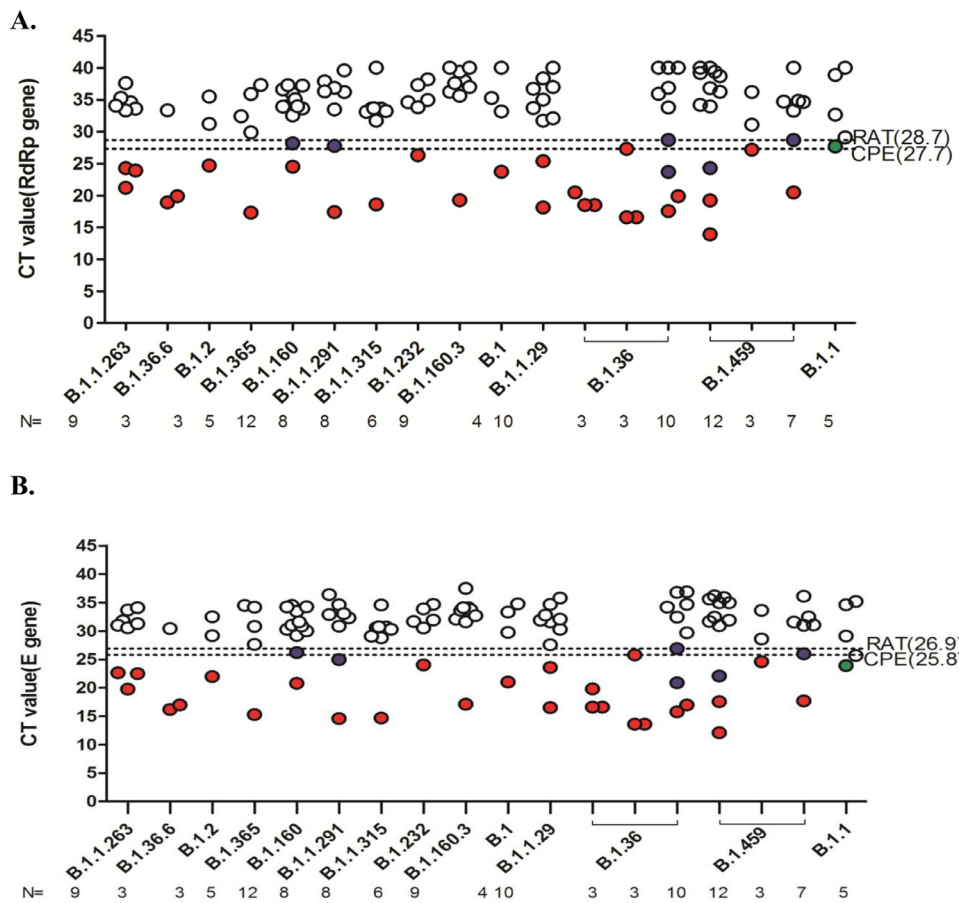 A.
CT value(RdRp gene)
45
40
35
30
25
20
15
10
5
0
RAT(28.7)
CPE(27.7)
B.1.1.263
B.1.36.6
B.1.2
B.1.365
B.1.160
B.1.1.291
B.1.1.315
B.1.232
B.1.160.3
B.1
B.1.1.29
B.1.36
B.1.459
B.1.1
N= 9 3 3 5 12 8 8 6 9 4 10 3 3 10 12 3 7 5
B.
CT value(E gene)
45
40
35
30
25
20
15
10
5
0
RAT(26.9)
CPE(25.8
B.1.1.263
B.1.36.6
B.1.2
B.1.365
B.1.160
B.1.1.291
B.1.1.315
B.1.232
B.1.160.3
B.1
B.1.1.29
B.1.36
B.1.459
B.1.1
N= 9 3 3 5 12 8 8 6 9 4 10 3 3 10 12 3 7 5